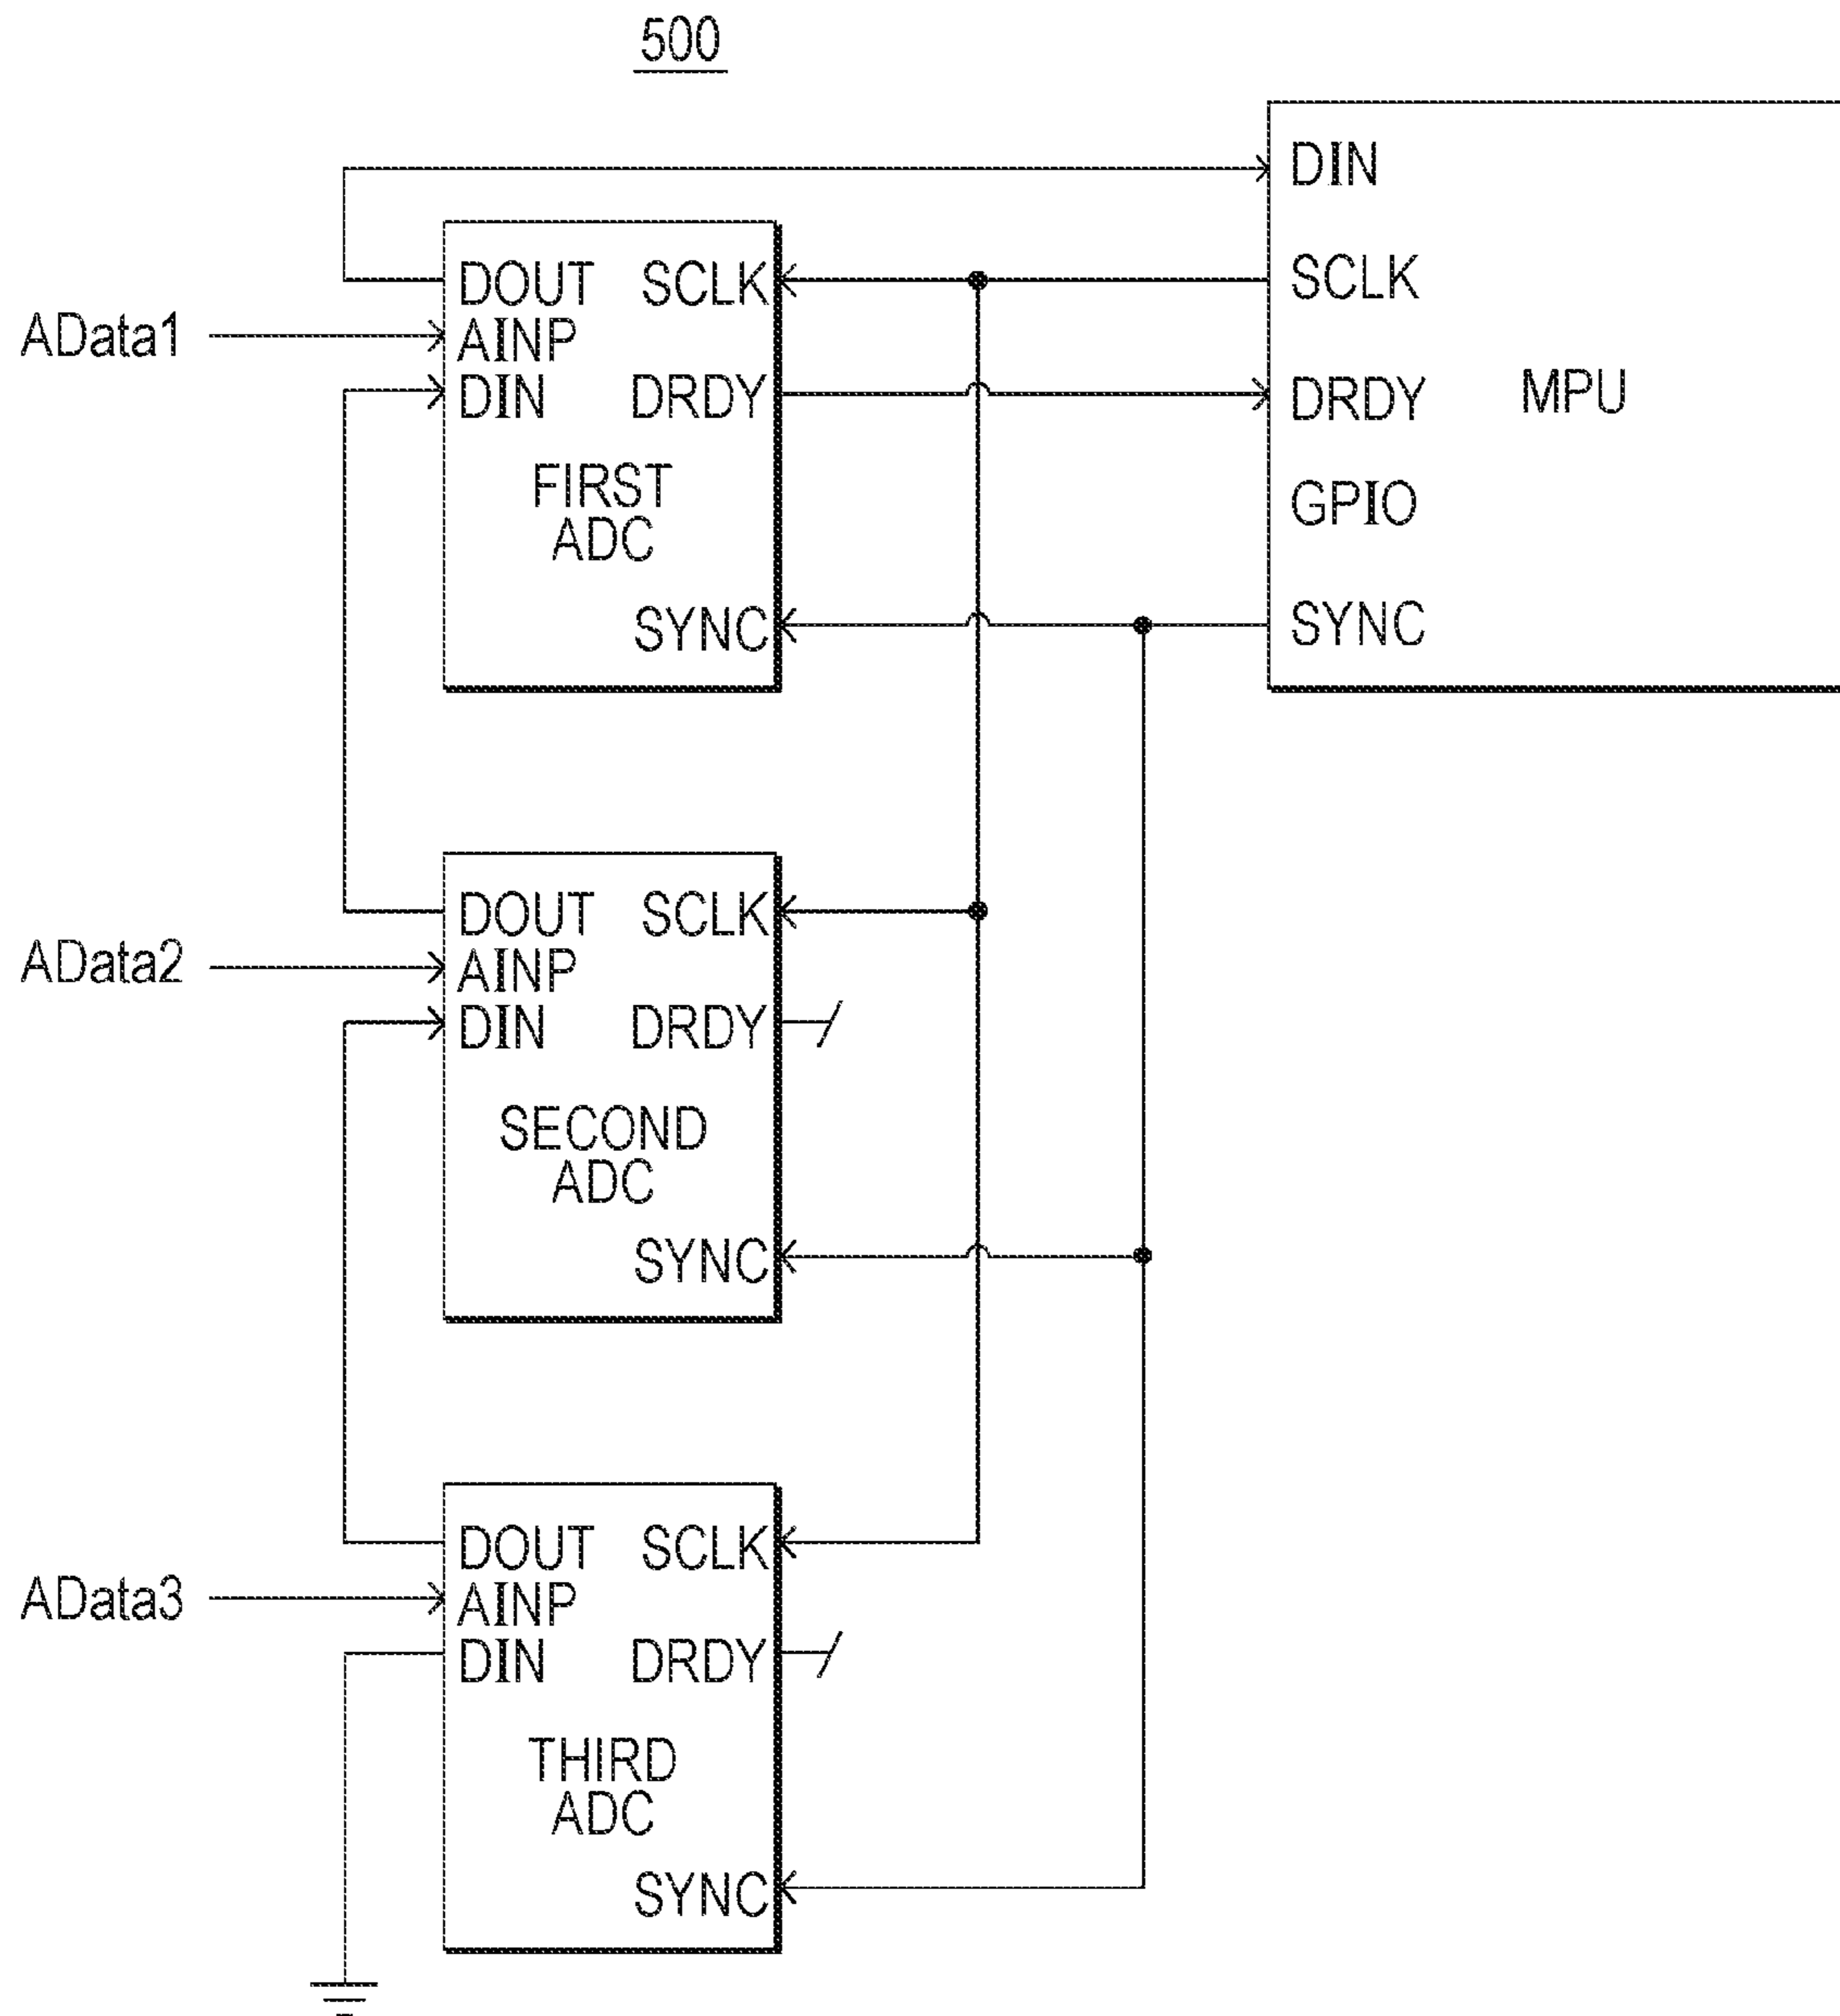 500
DIN
DOUT SCLK
SCLK
AData1
AINP
DIN DRDY
DRDY
MPU
FIRST
ADC
GPIO
SYNC
SYNC
DOUT SCLK
AData2
AINP
DIN DRDY
SECOND
ADC
SYNC
DOUT SCLK
AData3
AINP
DIN DRDY
THIRD
ADC
SYNC